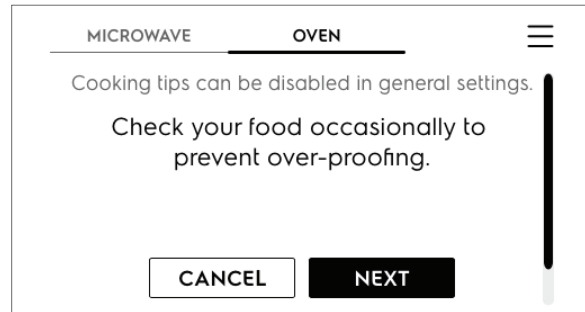 MICROWAVE OVEN
Cooking tips can be disabled in general settings.
Check your food occasionally to
prevent over-proofing.
CANCEL NEXT